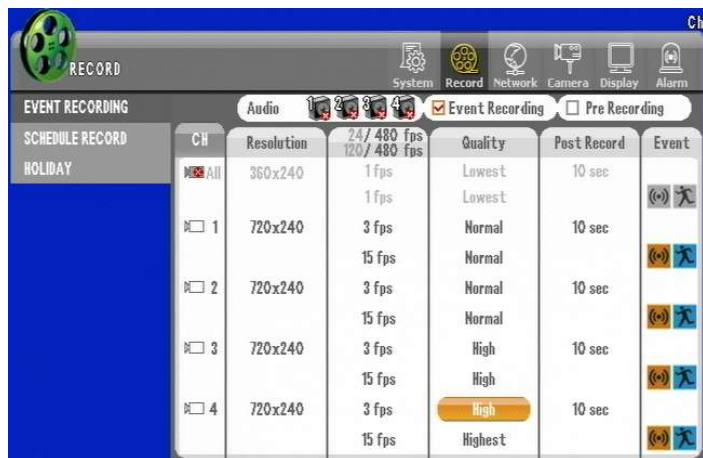 Ch
RECORD
System Record Network Camera Display Alarm
EVENT RECORDING
SCHEDULE RECORD
HOLIDAY
Audio 1 2 3 4 Event Recording Pre Recording
CH Resolution 24/ 480 fps Quality Post Record Event
120/ 480 fps
All 360x240 1 fps Lowest 10 sec
1 fps Lowest
1 720x240 3 fps Normal 10 sec
15 fps Normal
2 720x240 3 fps Normal 10 sec
15 fps Normal
3 720x240 3 fps High 10 sec
15 fps High
4 720x240 3 fps High 10 sec
15 fps Highest